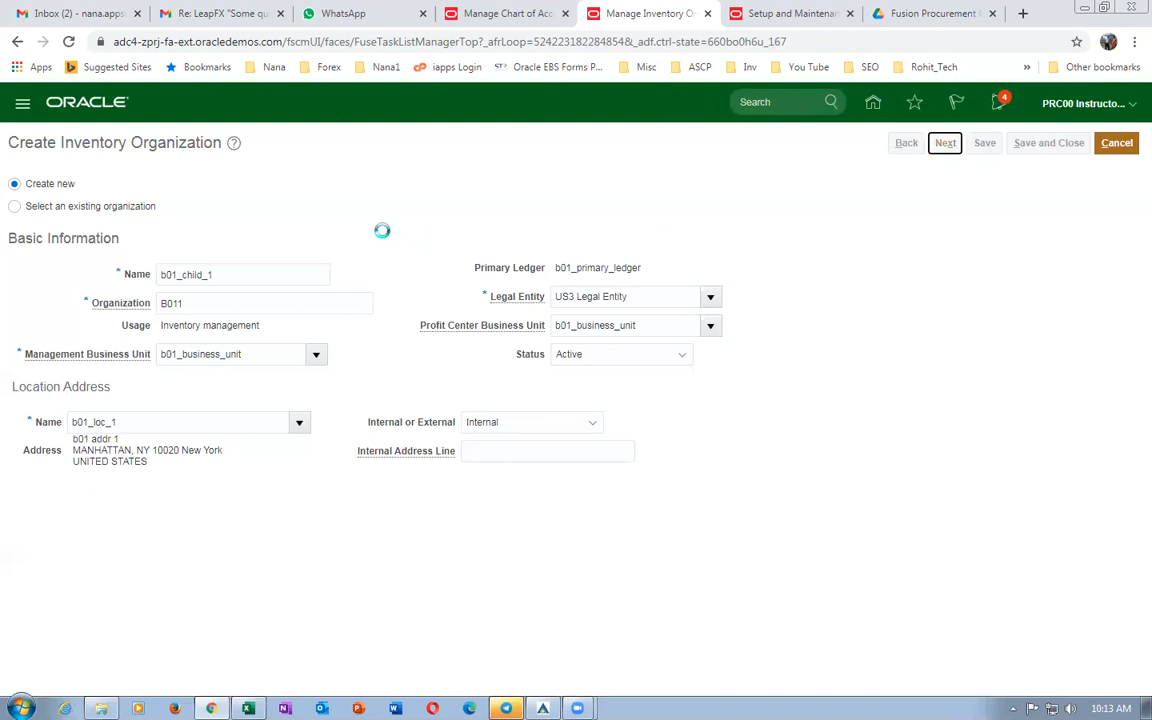 Inbox (2) - nana.apps
Re: LeapFX "Some qu
WhatsApp
Manage Chart of Acc
Manage Inventory Or
Setup and Maintenan
Fusion Procurement
adc4-zprj-fa-ext.oracledemos.com/fscmUI/faces/FuseTaskListManagerTop?_afrLoop=5242231822848548&_adf.ctrl-state=660bo0h6u_167
Apps
Suggested Sites
Bookmarks
Nana
Forex
Nana1
iapps Login
Oracle EBS Forms P...
Misc
ASCP
Inv
You Tube
SEO
Rohit_Tech
»
Other bookmarks
ORACLE
Search
4
PRC00 Instructo...
Create Inventory Organization
Back
Next
Save
Save and Close
Cancel
Create new
Select an existing organization
Basic Information
* Name b01_child_1
Primary Ledger b01_primary_ledger
* Organization B011
* Legal Entity US3 Legal Entity
Usage Inventory management
Profit Center Business Unit b01_business_unit
* Management Business Unit b01_business_unit
Status Active
Location Address
* Name b01_loc_1
Internal or External Internal
Address b01 addr 1
MANHATTAN, NY 10020 New York
UNITED STATES
Internal Address Line
10:13 AM